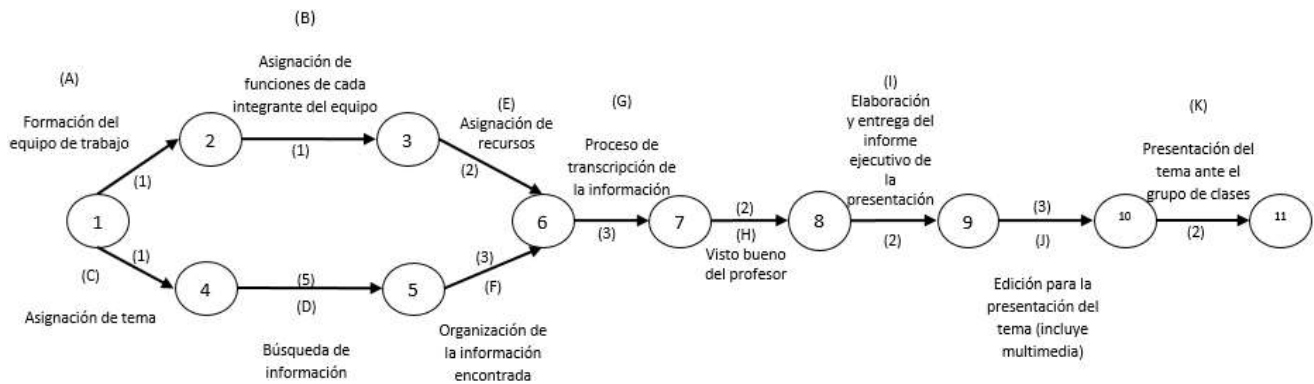 (B)
Asignación de
funciones de cada
integrante del equipo
(A)
Formación del
equipo de trabajo
(I)
Elaboración
y entrega del
informe
ejecutivo de
la
presentación
(E)
Asignación de
recursos
(G)
Proceso de
transcripción de
la información
(K)
Presentación del
tema ante el
grupo de clases
2
(1)
3
(1)
(2)
1
6
(3)
7
(2)
(H)
Visto bueno
del profesor
8
(2)
9
(3)
(J)
10
(2)
11
(C)
(1)
Asignación de tema
4
(5)
(D)
Búsqueda de
información
5
(3)
(F)
Organización de
la información
encontrada
Edición para la
presentación del
tema (incluye
multimedia)